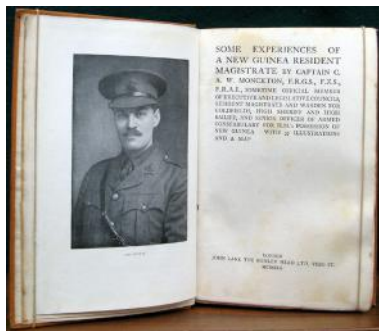 SOME EXPERIENCES OF
A NEW GUINEA RESIDENT
MAGISTRATE BY CAPTAIN C.
A. W. MONCKTON, F.R.G.S., F.Z.S.,
F.R.A.I., SOMETIME OFFICIAL MEMBER
OF EXECUTIVE AND LEGISLATIVE COUNCILS,
RESIDENT MAGISTRATE AND WARDEN FOR
GOLDFIELDS, HIGH SHERIFF AND HIGH
BAILIFF, AND SENIOR OFFICER OF ARMED
CONSTABULARY FOR H.M.'s POSSESSION OF
NEW GUINEA WITH ILLUSTRATIONS
AND A MAP
LONDON
JOHN LANE THE BODLEY HEAD LTD, VIGO ST.